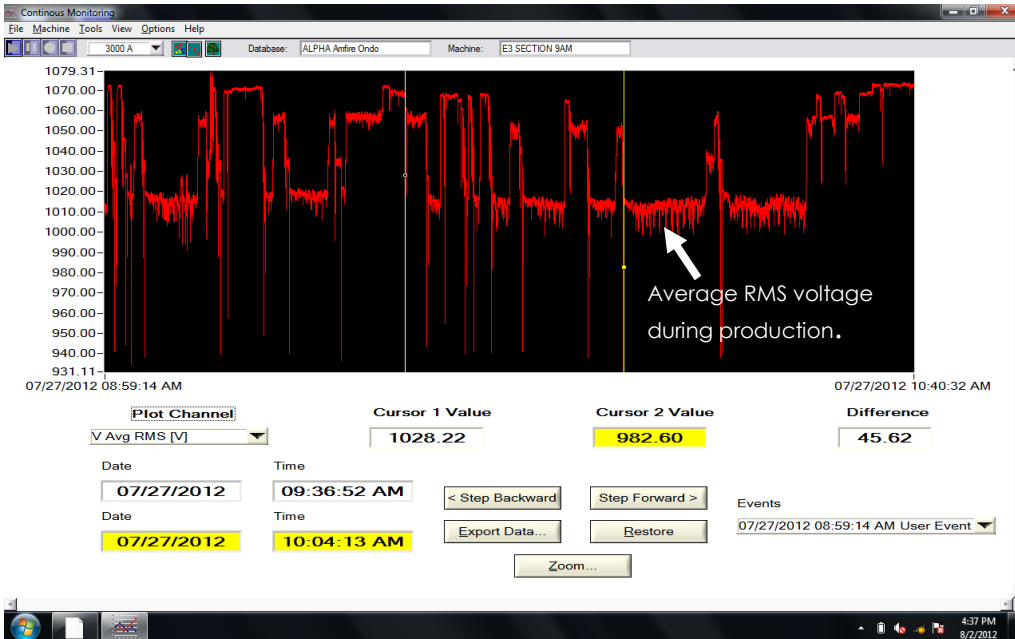 Continous Monitoring
File Machine Tools View Options Help
3000 A Database: ALPHA Amfire Ondo Machine: E3 SECTION 9AM
1079.31
1070.00
1060.00
1050.00
1040.00
1030.00
1020.00
1010.00
1000.00
990.00
980.00
970.00
960.00
950.00
940.00
931.11
Average RMS voltage
during production.
07/27/2012 08:59:14 AM 07/27/2012 10:40:32 AM
Plot Channel Cursor 1 Value Cursor 2 Value Difference
V Avg RMS [V] 1028.22 982.60 45.62
Date Time
07/27/2012 09:36:52 AM < Step Backward Step Forward > Events
Date Time
07/27/2012 10:04:13 AM Export Data... Restore 07/27/2012 08:59:14 AM User Event
Zoom...
4:37 PM
8/2/2012